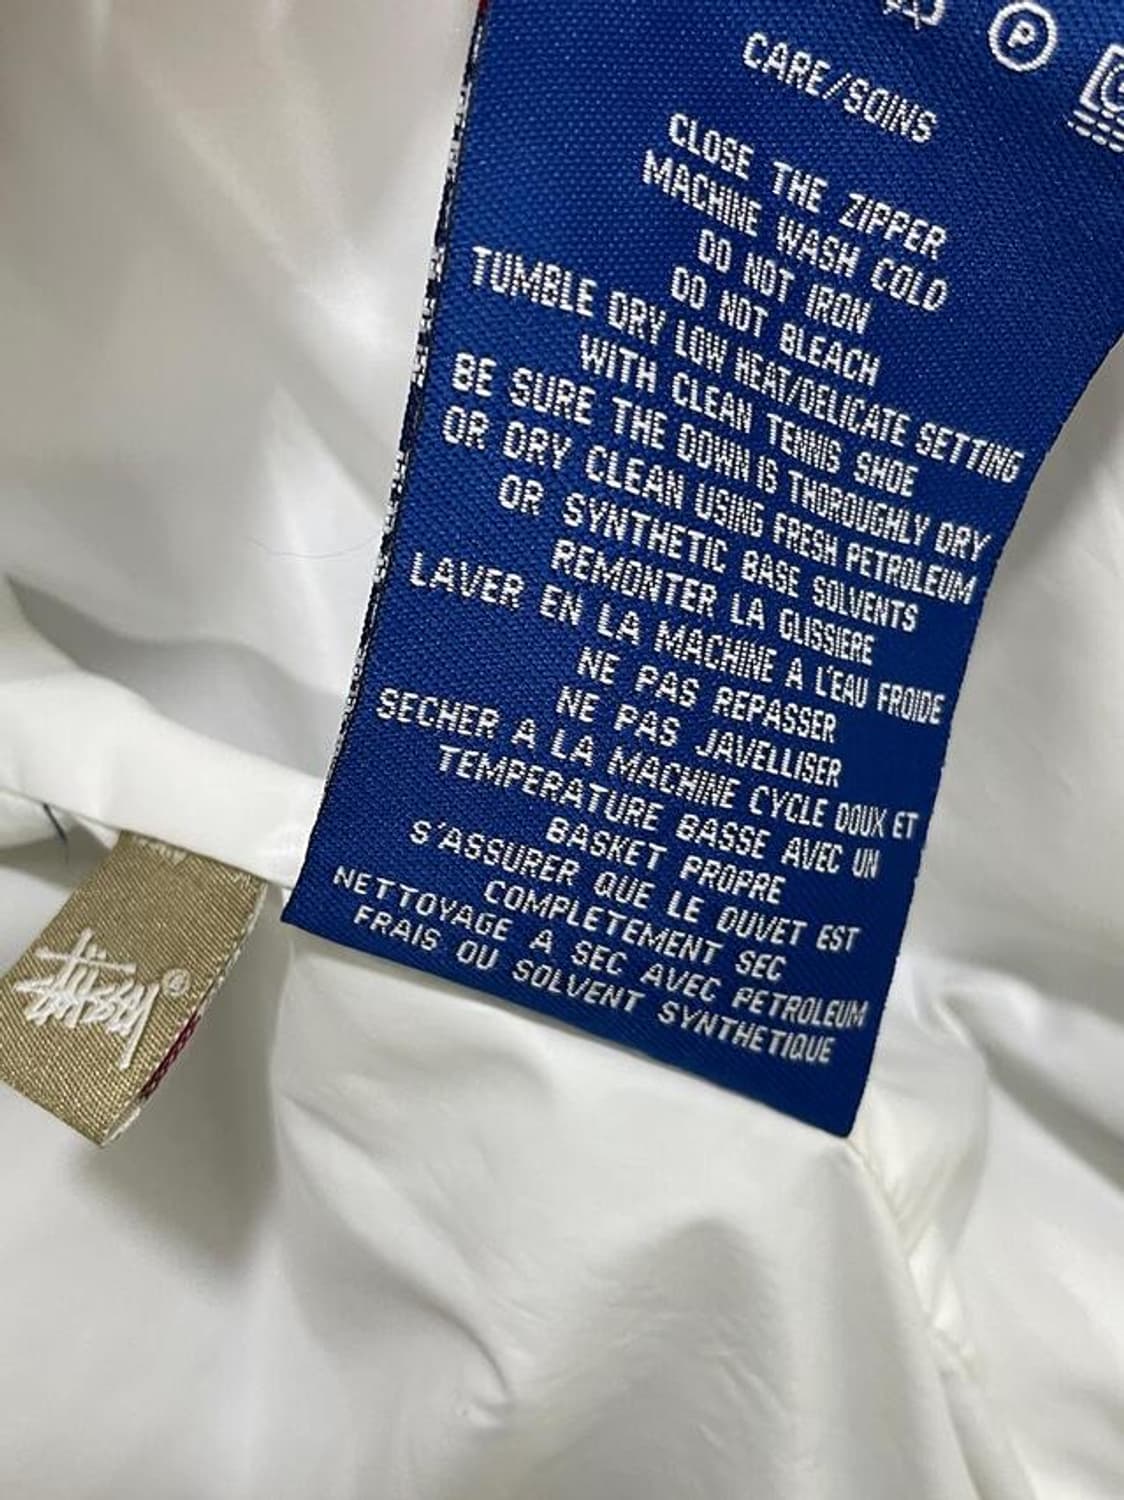 P
C
CARE/SOINS
CLOSE THE ZIPPER
MACHINE WASH COLD
DO NOT IRON
DO NOT BLEACH
TUMBLE DRY LOW HEAT/DELICATE SETTING
WITH CLEAN TENNIS SHOE
BE SURE THE DOWN IS THOROUGHLY DRY
OR DRY CLEAN USING FRESH PETROLEUM
OR SYNTHETIC BASE SOLVENTS
REMONTER LA GLISSIERE
LAVER EN LA MACHINE A L'EAU FROIDE
NE PAS REPASSER
NE PAS JAVELLISER
SECHER A LA MACHINE CYCLE DOUX ET
TEMPERATURE BASSE AVEC UN
BASKET PROPRE
S'ASSURER QUE LE DUVET EST
COMPLETEMENT SEC
NETTOYAGE A SEC AVEC PETROLEUM
FRAIS OU SOLVENT SYNTHETIQUE
Stüssy ®